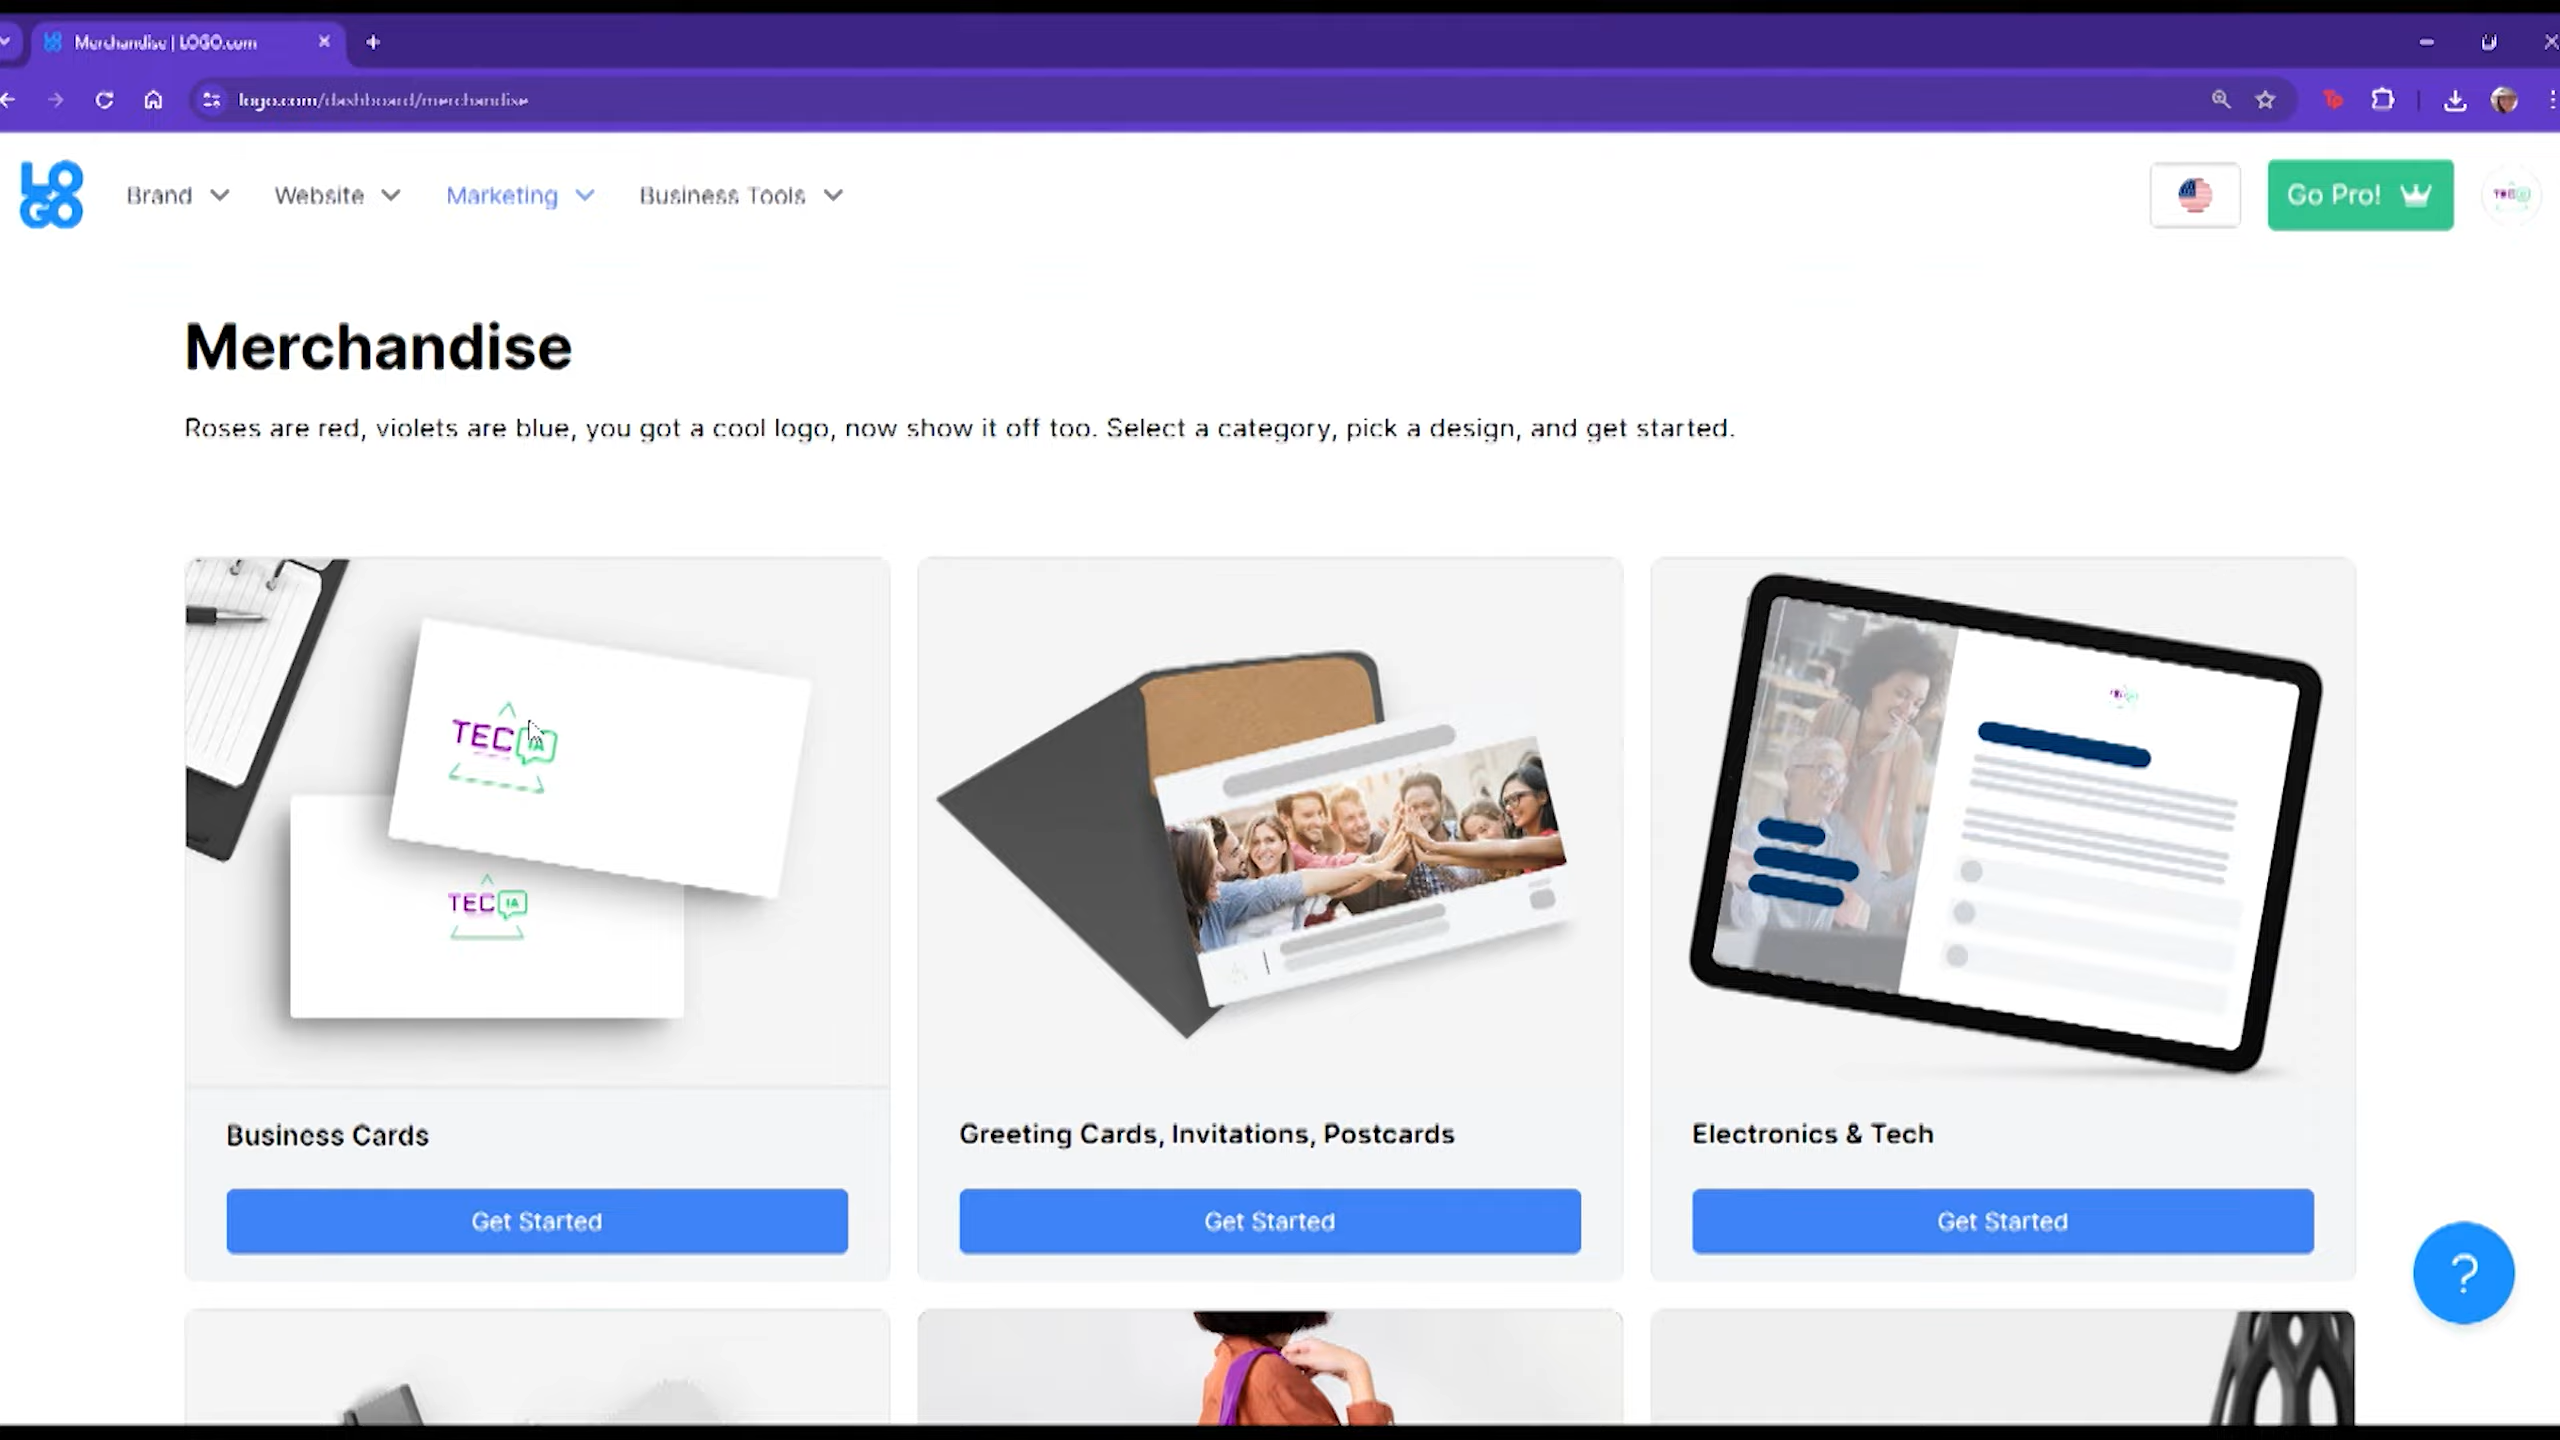 Merchandise | LOGO.com
logo.com/dashboard/merchandise
LOGO
Brand
Website
Marketing
Business Tools
Go Pro!
Merchandise
Roses are red, violets are blue, you got a cool logo, now show it off too. Select a category, pick a design, and get started.
TEC IA
TEC IA
Business Cards
Greeting Cards, Invitations, Postcards
Electronics & Tech
Get Started
Get Started
Get Started
?